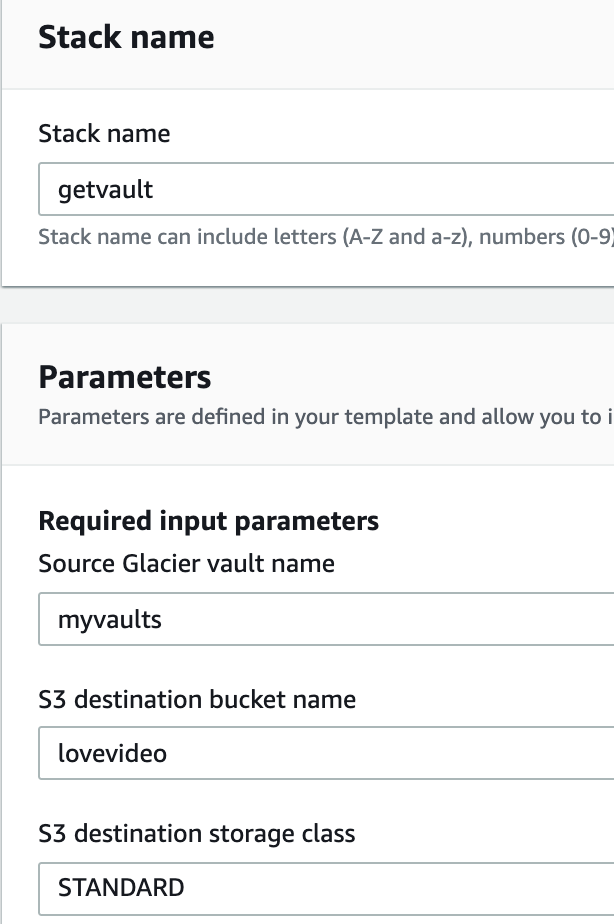 Stack name
Stack name
getvault
Stack name can include letters (A-Z and a-z), numbers (0-9)
Parameters
Parameters are defined in your template and allow you to i
Required input parameters
Source Glacier vault name
myvaults
S3 destination bucket name
lovevideo
S3 destination storage class
STANDARD